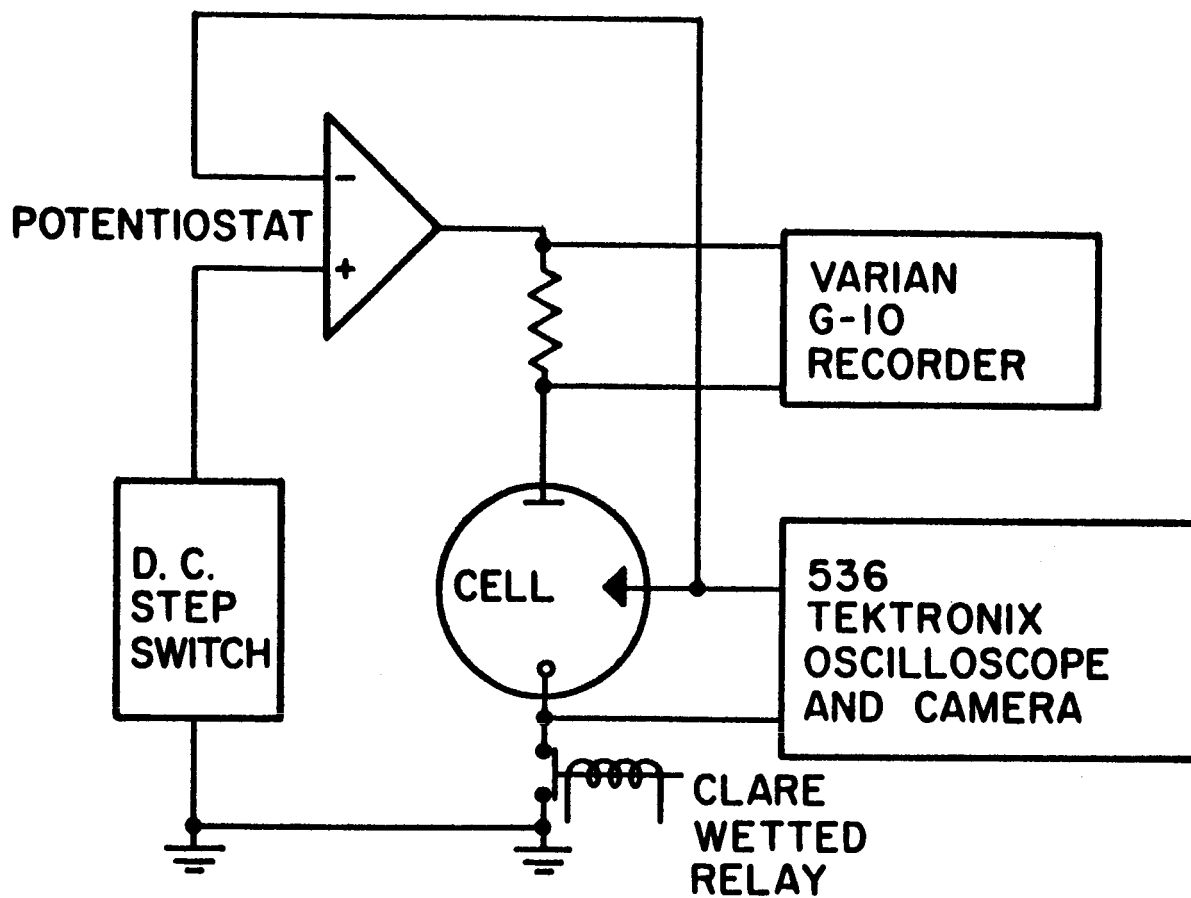 POTENTIOSTAT
−
+
VARIAN
G-10
RECORDER
D. C.
STEP
SWITCH
CELL
536
TEKTRONIX
OSCILLOSCOPE
AND CAMERA
CLARE
WETTED
RELAY